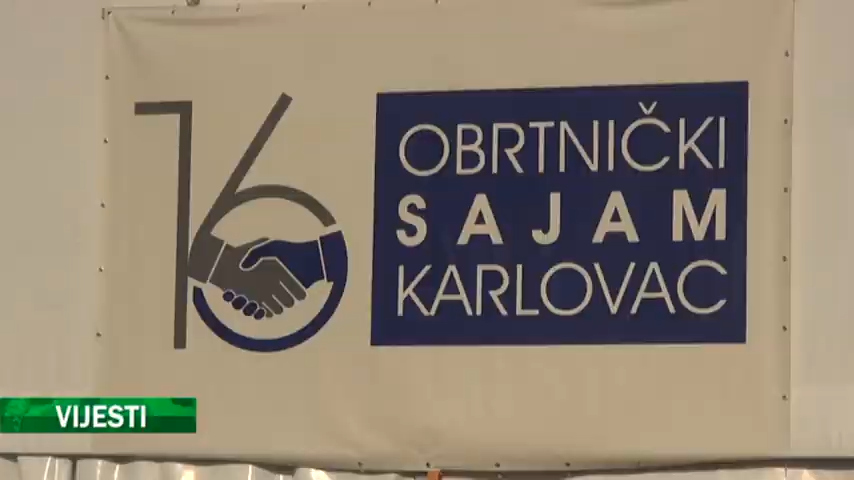 16
OBRTNIČKI
SAJAM
KARLOVAC
VIJESTI